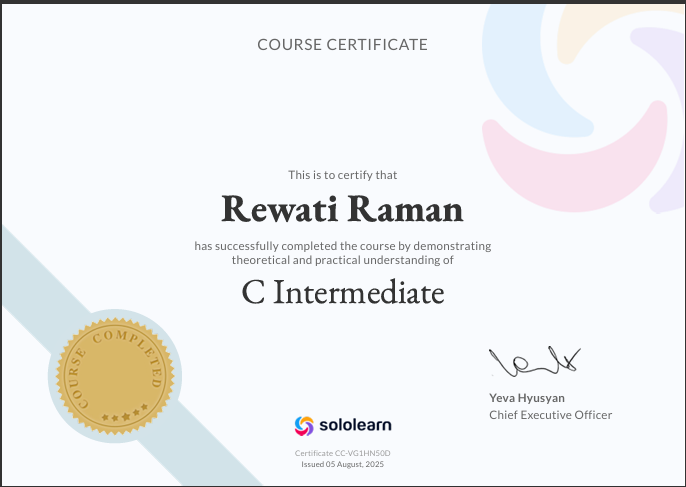 COURSE CERTIFICATE
This is to certify that
Rewati Raman
has successfully completed the course by demonstrating
theoretical and practical understanding of
C Intermediate
COURSE COMPLETED
Yeva Hyusyan
Chief Executive Officer
sololearn
Certificate CC-VG1HN50D
Issued 05 August, 2025